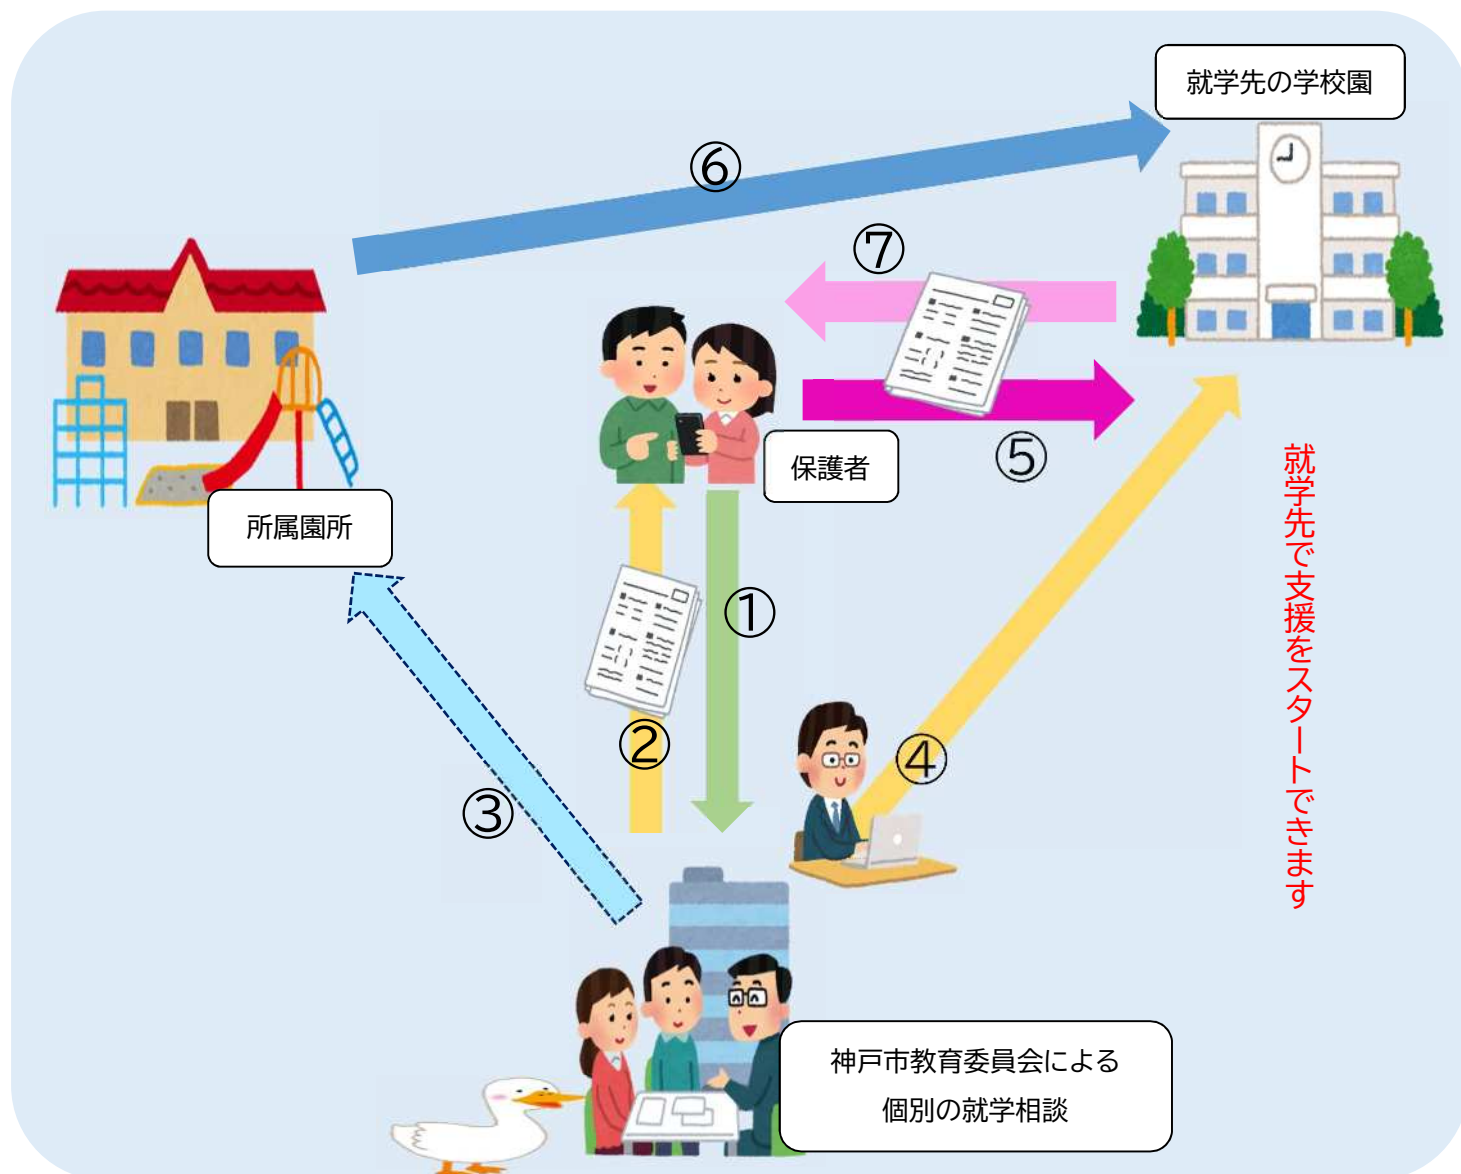 就学先の学校園
⑥
⑦
⑤
保護者
所属園所
①
②
③
④
就学先で支援をスタートできます
神戸市教育委員会による
個別の就学相談